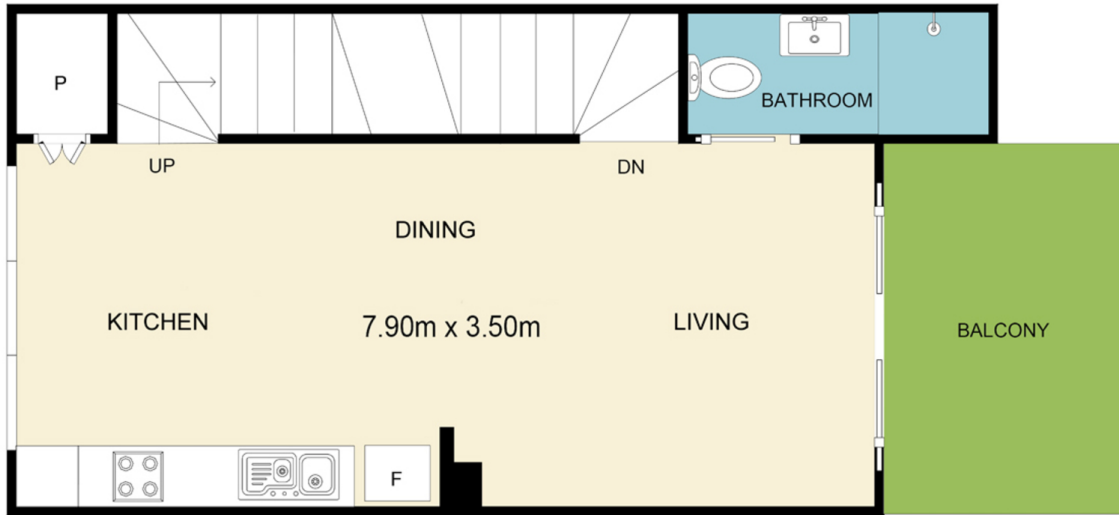 P
BATHROOM
UP
DN
DINING
KITCHEN
7.90m x 3.50m
LIVING
BALCONY
F